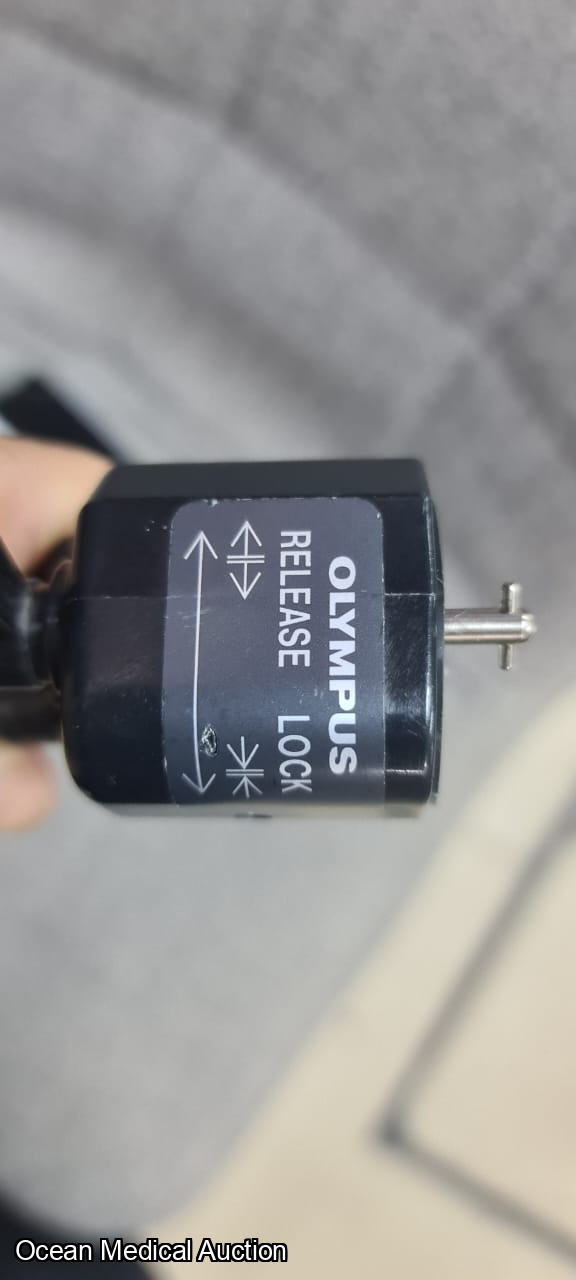 OLYMPUS
RELEASE LOCK
Ocean Medical Auction